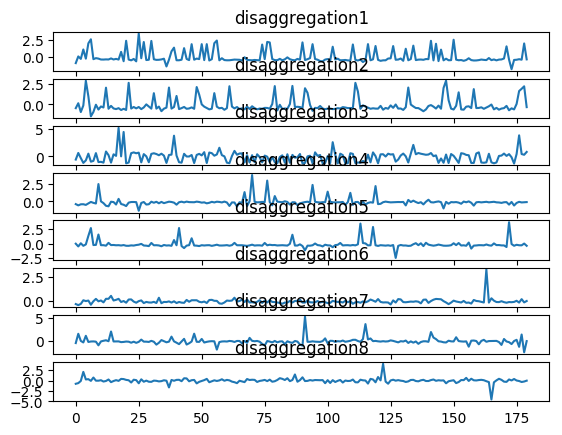 disaggregation1
2.5
0.0
disaggregation2
2.5
0.0
disaggregation3
5
0
disaggregation4
2.5
0.0
disaggregation5
2.5
0.0
-2.5
disaggregation6
2.5
0.0
disaggregation7
5
0
disaggregation8
2.5
0.0
-2.5
-5.0
0 25 50 75 100 125 150 175